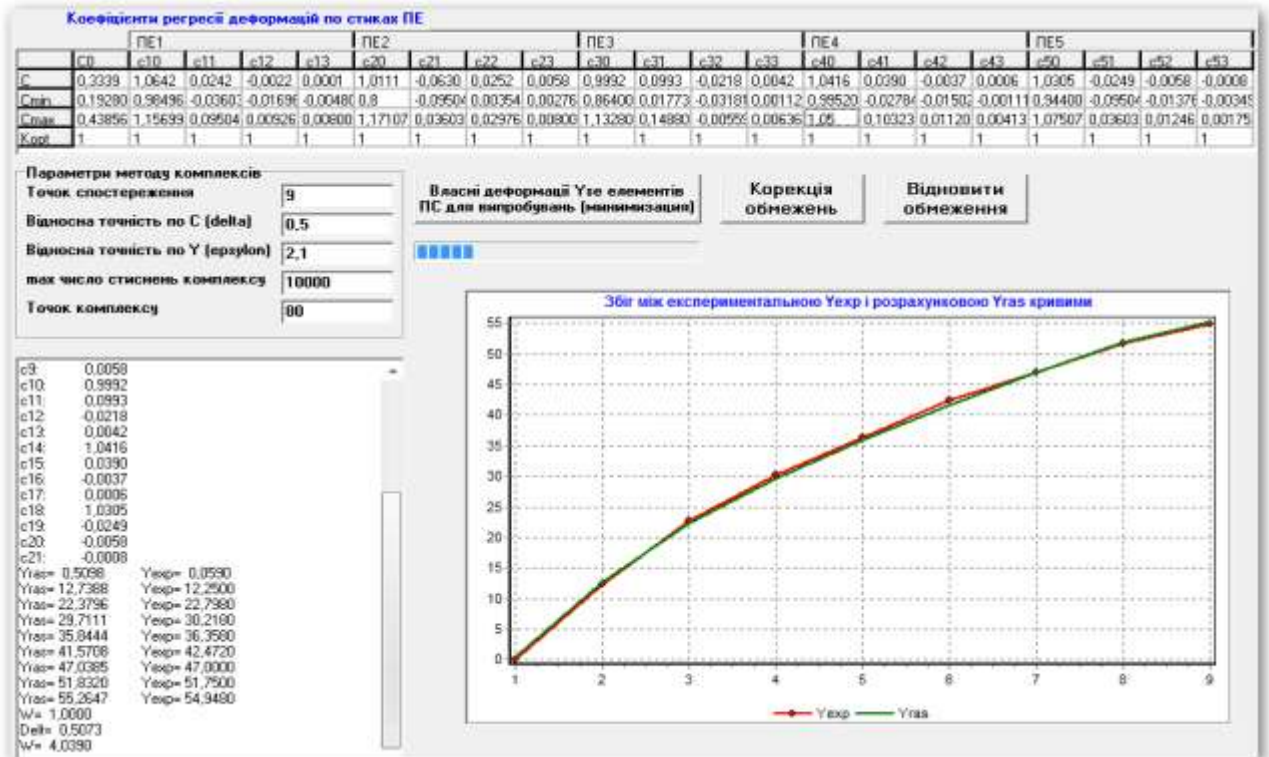 Коефіцієнти регресії деформацій по стиках ПЕ
ПЕ1 ПЕ2 ПЕ3 ПЕ4 ПЕ5
C0 c10 c11 c12 c13 c20 c21 c22 c23 c30 c31 c32 c33 c40 c41 c42 c43 c50 c51 c52 c53
C 0,3339 1,0642 0,0242 -0,0022 0,0001 1,0111 -0,0630 0,0252 0,0058 0,9992 0,0993 -0,0218 0,0042 1,0416 0,0390 -0,0037 0,0006 1,0305 -0,0249 -0,0058 -0,0008
Cmin 0,19280 0,98496 -0,03603 -0,01696 -0,00480 0,8 -0,09504 0,00354 0,00276 0,86400 0,01773 -0,03181 0,00112 0,99520 -0,02784 -0,01502 -0,00111 0,94400 -0,09504 -0,01376 -0,00345
Cmax 0,43856 1,15699 0,09504 0,00926 0,00800 1,17107 0,03603 0,02976 0,00800 1,13280 0,14880 -0,00555 0,00636 1,05 0,10323 0,01120 0,00413 1,07507 0,03603 0,01246 0,00175
Kopt 1 1 1 1 1 1 1 1 1 1 1 1 1 1 1 1 1 1 1 1 1
Параметри методу комплексів
Точок спостереження 9
Відносна точність по C (delta) 0,5
Відносна точність по Y (epsylon) 2,1
max число стиснень комплексу 10000
Точок комплексу 80
Власні деформації Yse елементів
ПС для випробувань (минимизация)
Корекція
обмежень
Відновити
обмеження
c9: 0,0058
c10: 0,9992
c11: 0,0993
c12: -0,0218
c13: 0,0042
c14: 1,0416
c15: 0,0390
c16: -0,0037
c17: 0,0006
c18: 1,0305
c19: -0,0249
c20: -0,0058
c21: -0,0008
Yras= 0,5098 Yexp= 0,0590
Yras= 12,7388 Yexp= 12,2500
Yras= 22,3796 Yexp= 22,7980
Yras= 29,7111 Yexp= 30,2180
Yras= 35,8444 Yexp= 36,3580
Yras= 41,5708 Yexp= 42,4720
Yras= 47,0385 Yexp= 47,0000
Yras= 51,8320 Yexp= 51,7500
Yras= 55,2647 Yexp= 54,9480
W= 1,0000
Delt= 0,5073
W= 4,0390
Збіг між експериментальною Yexp і розрахунковою Yras кривими
55
50
45
40
35
30
25
20
15
10
5
0
1 2 3 4 5 6 7 8 9
Yexp Yras